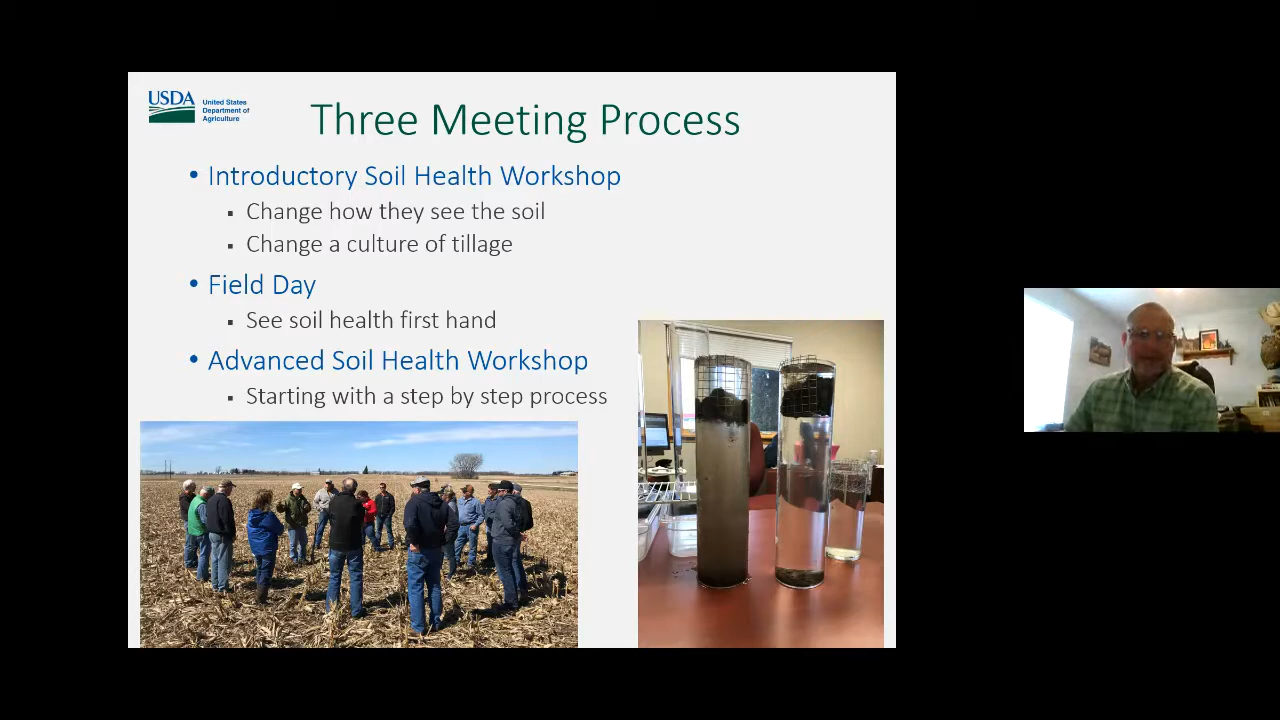 USDA
United States
Department of
Agriculture
Three Meeting Process
• Introductory Soil Health Workshop
▪ Change how they see the soil
▪ Change a culture of tillage
• Field Day
▪ See soil health first hand
• Advanced Soil Health Workshop
▪ Starting with a step by step process